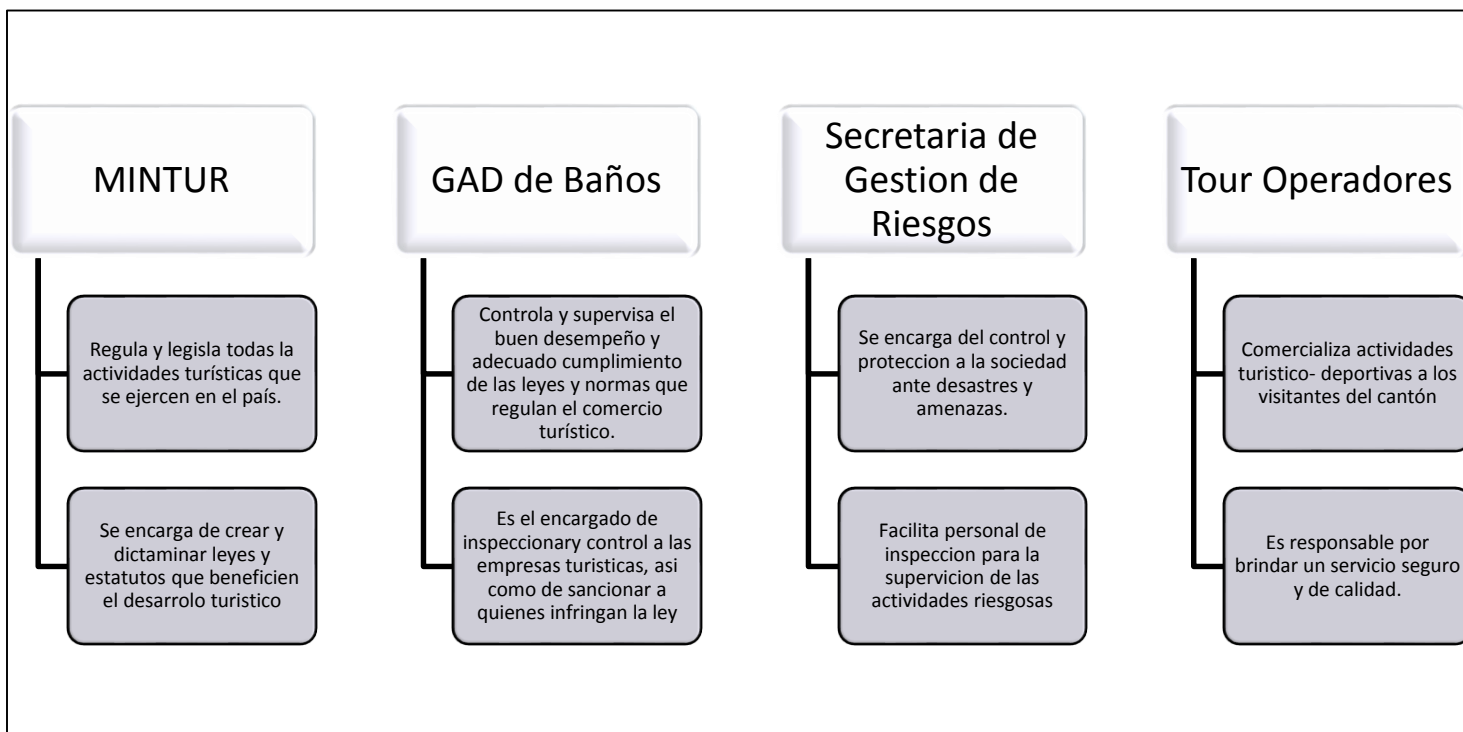 MINTUR
Regula y legisla todas la
actividades turísticas que
se ejercen en el país.
Se encarga de crear y
dictaminar leyes y
estatutos que beneficien
el desarrolo turistico
GAD de Baños
Controla y supervisa el
buen desempeño y
adecuado cumplimiento
de las leyes y normas que
regulan el comercio
turístico.
Es el encargado de
inspeccionary control a las
empresas turisticas, asi
como de sancionar a
quienes infringan la ley
Secretaria de
Gestion de
Riesgos
Se encarga del control y
proteccion a la sociedad
ante desastres y
amenazas.
Facilita personal de
inspeccion para la
supervicion de las
actividades riesgosas
Tour Operadores
Comercializa actividades
turistico- deportivas a los
visitantes del cantón
Es responsable por
brindar un servicio seguro
y de calidad.